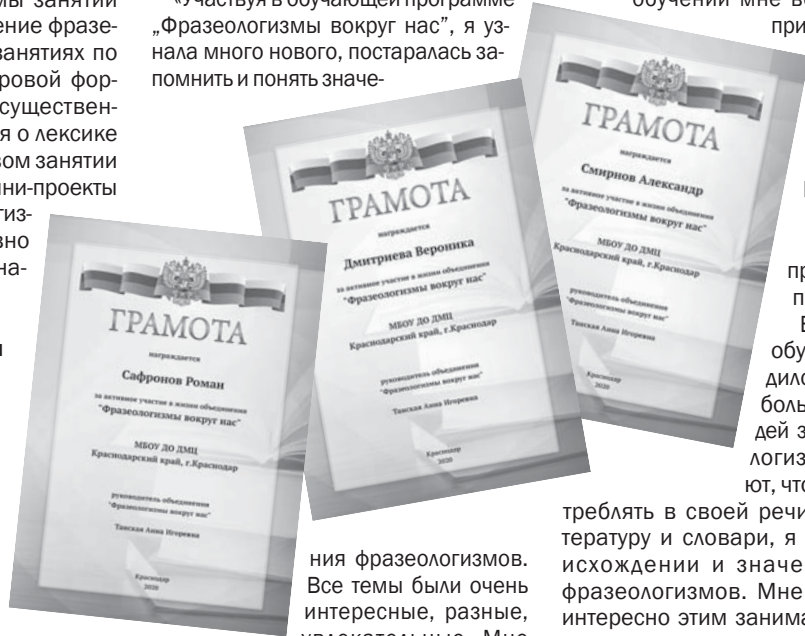 мы занятий
ение фразе-
занятиях по
ровой фор-
существен-
я о лексике
вом занятии
ни-проекты
гиз-
вно
на-
«Участвуя в обучающей программе
„Фразеологизмы вокруг нас“, я уз-
нала много нового, постаралась за-
помнить и понять значе-
ния фразеологизмов.
Все темы были очень
интересные, разные,
увлекательные. Мне
ГРАМОТА
награждается
Сафронов Роман
за активное участие в жизни объединения
"Фразеологизмы вокруг нас"
МБОУ ДО ДМЦ
Краснодарский край, г.Краснодар
руководитель объединения
"Фразеологизмы вокруг нас"
Танская Анна Игоревна
Краснодар
2020
ГРАМОТА
награждается
Дмитриева Вероника
за активное участие в жизни объединения
"Фразеологизмы вокруг нас"
МБОУ ДО ДМЦ
Краснодарский край, г.Краснодар
руководитель объединения
"Фразеологизмы вокруг нас"
Танская Анна Игоревна
Краснодар
2020
ГРАМОТА
награждается
Смирнов Александр
за активное участие в жизни объединения
"Фразеологизмы вокруг нас"
МБОУ ДО ДМЦ
Краснодарский край, г.Краснодар
руководитель объединения
"Фразеологизмы вокруг нас"
Танская Анна Игоревна
Краснодар
2020
обучении мне
при
пр
п
обу
дило
боль
дей з
логиз
ют, что
треблять в своей речи
тературу и словари, я
исхождении и значе
фразеологизмов. Мне
интересно этим занима